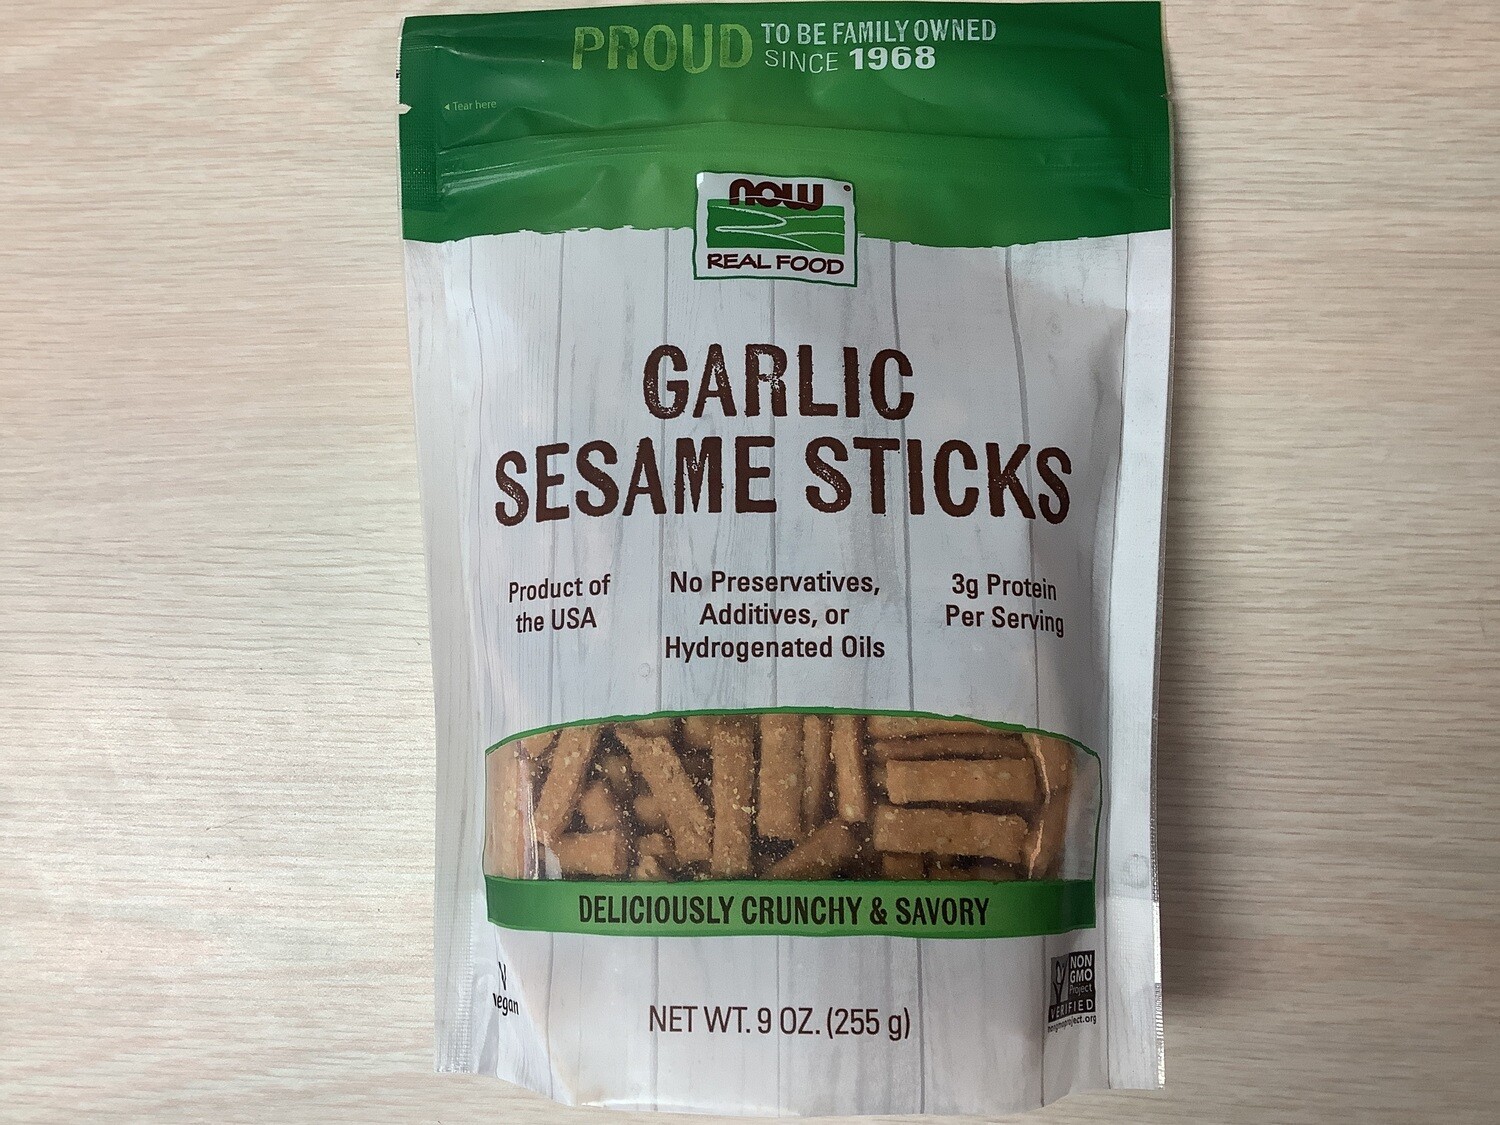 PROUD TO BE FAMILY OWNED
SINCE 1968
Tear here
NOW
REAL FOOD
GARLIC
SESAME STICKS
Product of
the USA
No Preservatives,
Additives, or
Hydrogenated Oils
3g Protein
Per Serving
DELICIOUSLY CRUNCHY & SAVORY
V
vegan
NON
GMO
Project
VERIFIED
nongmoproject.org
NET WT. 9 OZ. (255 g)